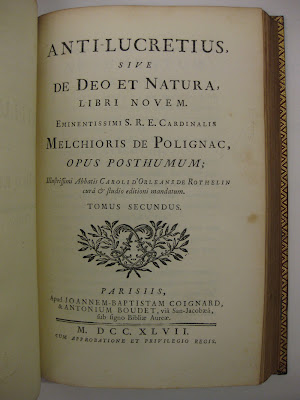 ANTI-LUCRETIUS,
SIVE
DE DEO ET NATURA,
LIBRI NOVEM.
EMINENTISSIMI S. R. E. CARDINALIS
MELCHIORIS DE POLIGNAC,
OPUS POSTHUMUM;
Illustrissimi Abbatis CAROLI D'ORLEANS DE ROTHELIN
curâ & studio editioni mandatum.
TOMUS SECUNDUS.
PARISIIS,
Apud JOANNEM-BAPTISTAM COIGNARD,
& ANTONIUM BOUDET, viâ San-Jacobæâ,
sub signo Bibliæ Aureæ.
M. D C C. XLVII.
CUM APPROBATIONE ET PRIVILEGIO REGIS.